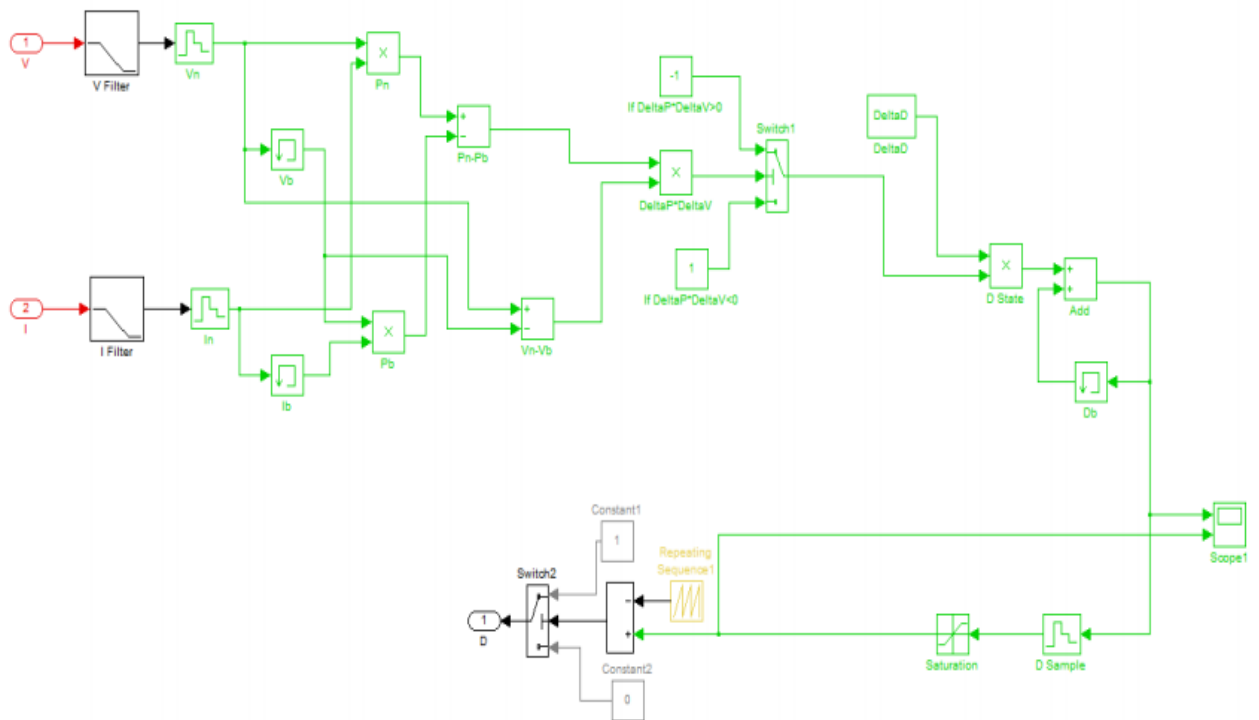 1
V
V Filter
Vn
×
Pn
-1
If DeltaP*DeltaV>0
DeltaD
DeltaD
+
−
Pn-Pb
Switch1
Vb
×
DeltaP*DeltaV
1
If DeltaP*DeltaV<0
×
D State
+
+
Add
2
I
I Filter
In
×
Pb
+
−
Vn-Vb
Ib
Db
Constant1
1
Repeating
Sequence1
Scope1
Switch2
1
D
−
+
Saturation
D Sample
Constant2
0